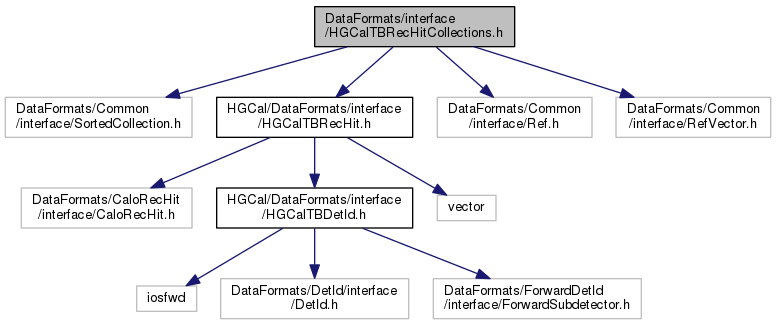 DataFormats/interface
/HGCalTBRecHitCollections.h
DataFormats/Common
/interface/SortedCollection.h
HGCal/DataFormats/interface
/HGCalTBRecHit.h
DataFormats/Common
/interface/Ref.h
DataFormats/Common
/interface/RefVector.h
DataFormats/CaloRecHit
/interface/CaloRecHit.h
HGCal/DataFormats/interface
/HGCalTBDetId.h
vector
iosfwd
DataFormats/DetId/interface
/DetId.h
DataFormats/ForwardDetId
/interface/ForwardSubdetector.h